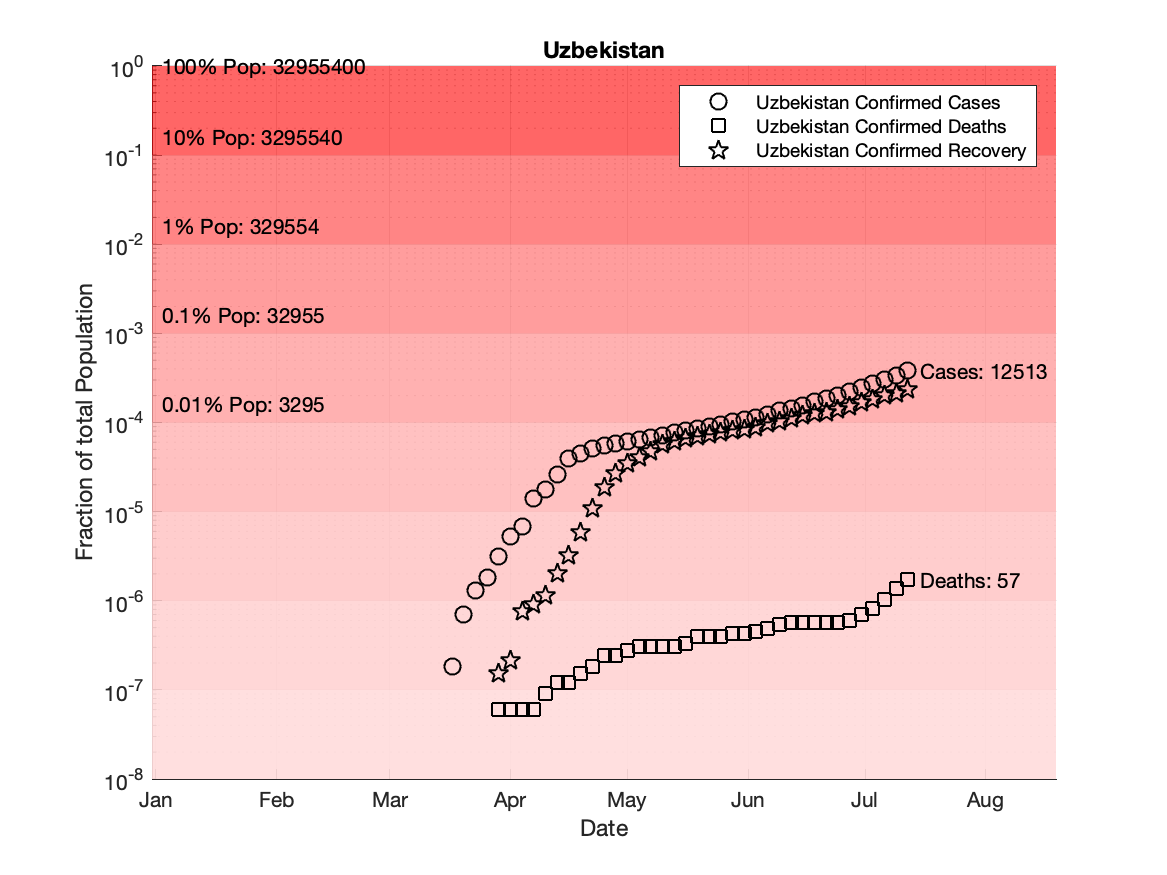 Uzbekistan
10^0
100% Pop: 32955400
Uzbekistan Confirmed Cases
Uzbekistan Confirmed Deaths
Uzbekistan Confirmed Recovery
10% Pop: 3295540
10^-1
1% Pop: 329554
10^-2
0.1% Pop: 32955
10^-3
Cases: 12513
0.01% Pop: 3295
10^-4
10^-5
Deaths: 57
10^-6
10^-7
10^-8
Fraction of total Population
Jan Feb Mar Apr May Jun Jul Aug
Date